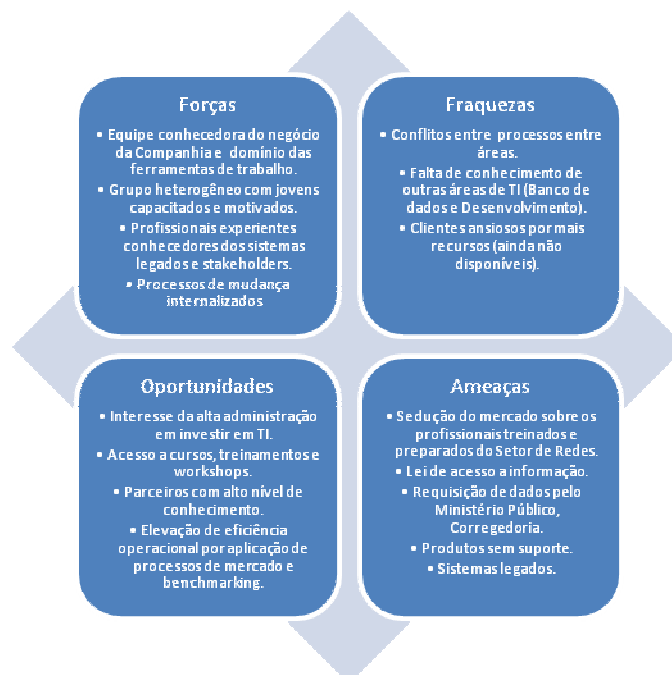 Forças
• Equipe conhecedora do negócio
da Companhia e domínio das
ferramentas de trabalho.
• Grupo heterogêneo com jovens
capacitados e motivados.
• Profissionais experientes
conhecedores dos sistemas
legados e stakeholders.
• Processos de mudança
internalizados
Fraquezas
• Conflitos entre processos entre
áreas.
• Falta de conhecimento de
outras áreas de TI (Banco de
dados e Desenvolvimento).
• Clientes ansiosos por mais
recursos (ainda não
disponíveis).
Oportunidades
• Interesse da alta administração
em investir em TI.
• Acesso a cursos, treinamentos e
workshops.
• Parceiros com alto nível de
conhecimento.
• Elevação de eficiência
operacional por aplicação de
processos de mercado e
benchmarking.
Ameaças
• Sedução do mercado sobre os
profissionais treinados e
preparados do Setor de Redes.
• Lei de acesso a informação.
• Requisição de dados pelo
Ministério Público,
Corregedoria.
• Produtos sem suporte.
• Sistemas legados.